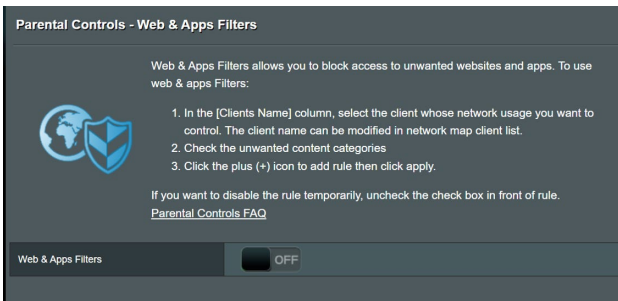 Parental Controls - Web & Apps Filters
Web & Apps Filters allows you to block access to unwanted websites and apps. To use
web & apps Filters:
1. In the [Clients Name] column, select the client whose network usage you want to
control. The client name can be modified in network map client list.
2. Check the unwanted content categories
3. Click the plus (+) icon to add rule then click apply.
If you want to disable the rule temporarily, uncheck the check box in front of rule.
Parental Controls FAQ
Web & Apps Filters
OFF